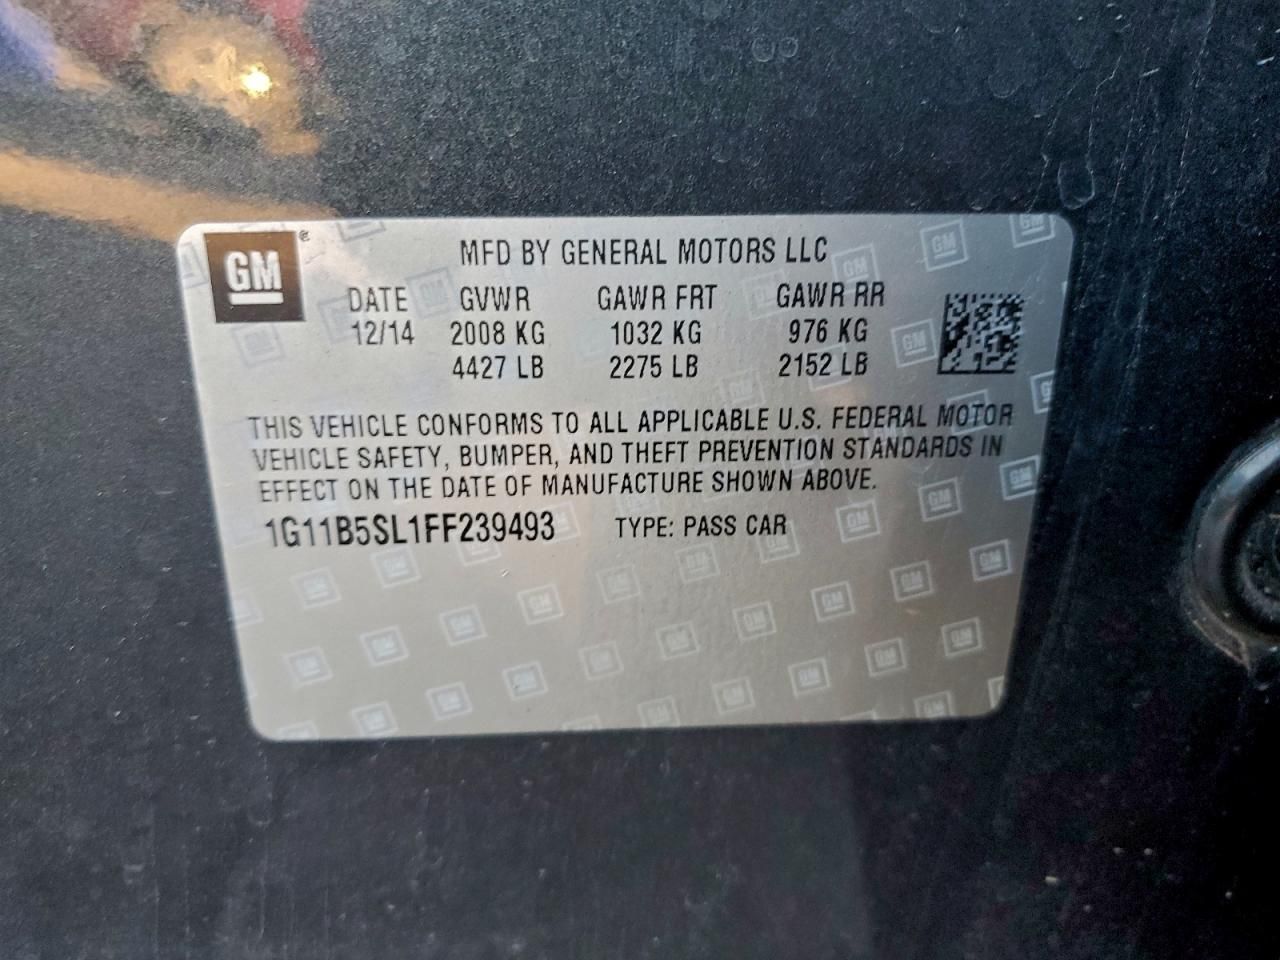 GM ®
MFD BY GENERAL MOTORS LLC
DATE GVWR GAWR FRT GAWR RR
12/14 2008 KG 1032 KG 976 KG
4427 LB 2275 LB 2152 LB
THIS VEHICLE CONFORMS TO ALL APPLICABLE U.S. FEDERAL MOTOR
VEHICLE SAFETY, BUMPER, AND THEFT PREVENTION STANDARDS IN
EFFECT ON THE DATE OF MANUFACTURE SHOWN ABOVE.
1G11B5SL1FF239493 TYPE: PASS CAR